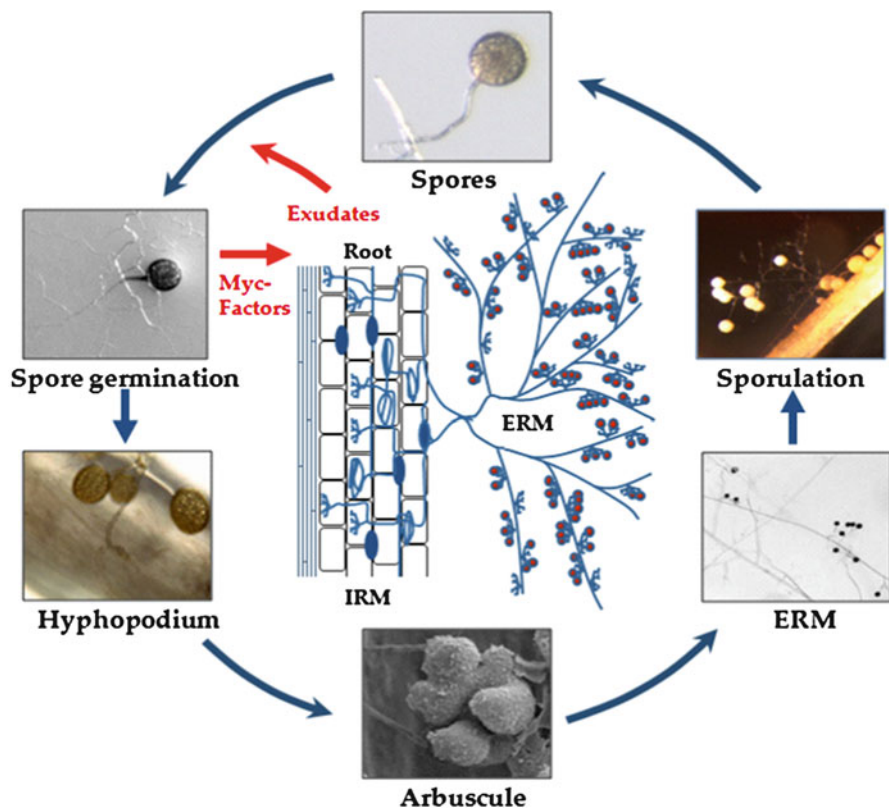 Spores
Exudates
Root
Myc-
Factors
Spore germination
Sporulation
ERM
Hyphopodium
IRM
ERM
Arbuscule